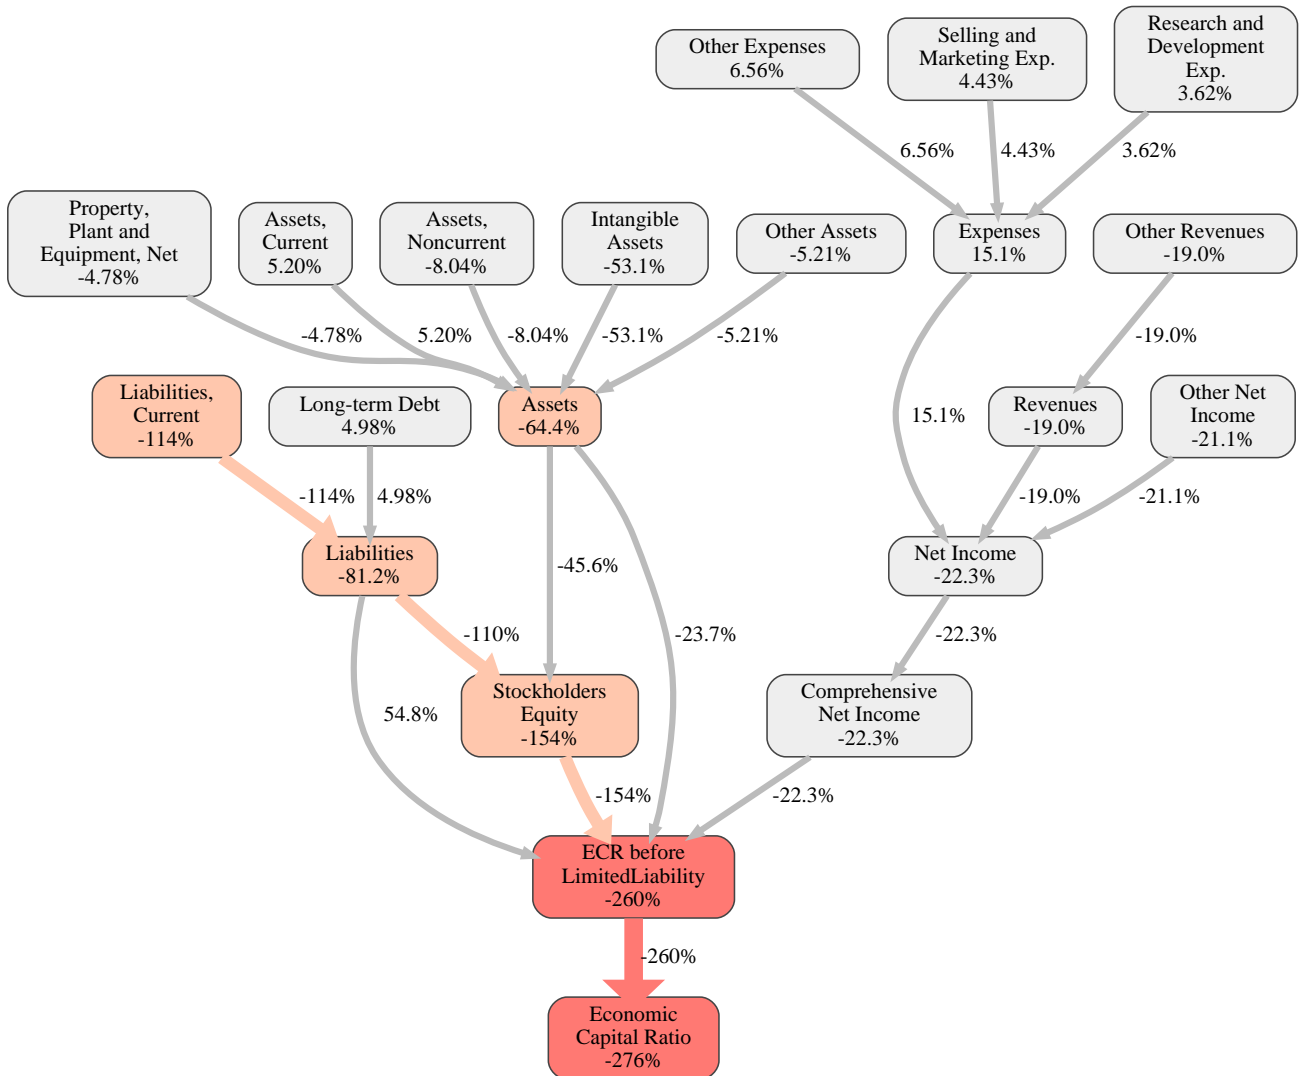 Other Expenses
6.56%
Selling and
Marketing Exp.
4.43%
Research and
Development
Exp.
3.62%
6.56%
4.43%
3.62%
Property,
Plant and
Equipment, Net
-4.78%
Assets,
Current
5.20%
Assets,
Noncurrent
-8.04%
Intangible
Assets
-53.1%
Other Assets
-5.21%
Expenses
15.1%
Other Revenues
-19.0%
-4.78%
5.20%
-8.04%
-53.1%
-5.21%
-19.0%
Liabilities,
Current
-114%
Long-term Debt
4.98%
Assets
-64.4%
15.1%
Revenues
-19.0%
Other Net
Income
-21.1%
-114%
4.98%
-19.0%
-21.1%
Liabilities
-81.2%
-45.6%
Net Income
-22.3%
-110%
-23.7%
-22.3%
54.8%
Stockholders
Equity
-154%
Comprehensive
Net Income
-22.3%
-154%
-22.3%
ECR before
LimitedLiability
-260%
-260%
Economic
Capital Ratio
-276%